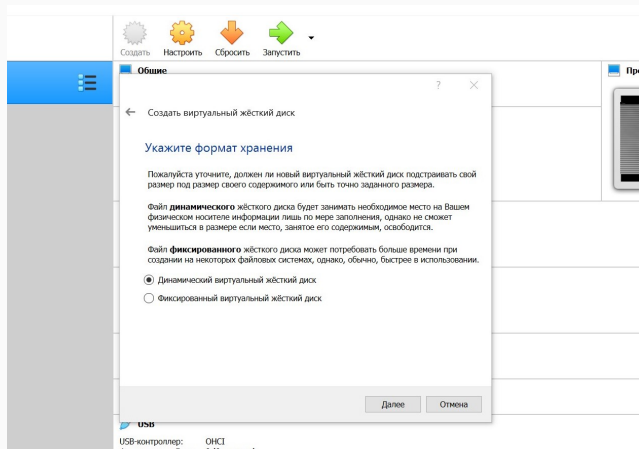 Создать Настроить Сбросить Запустить
Общие
Создать виртуальный жёсткий диск
Укажите формат хранения
Пожалуйста уточните, должен ли новый виртуальный жёсткий диск подстраивать свой
размер под размер своего содержимого или быть точно заданного размера.
Файл динамического жёсткого диска будет занимать необходимое место на Вашем
физическом носителе информации лишь по мере заполнения, однако не сможет
уменьшиться в размере если место, занятое его содержимым, освободится.
Файл фиксированного жёсткого диска может потребовать больше времени при
создании на некоторых файловых системах, однако, обычно, быстрее в использовании.
Динамический виртуальный жёсткий диск
Фиксированный виртуальный жёсткий диск
Далее Отмена
USB
USB-контроллер: OHCI